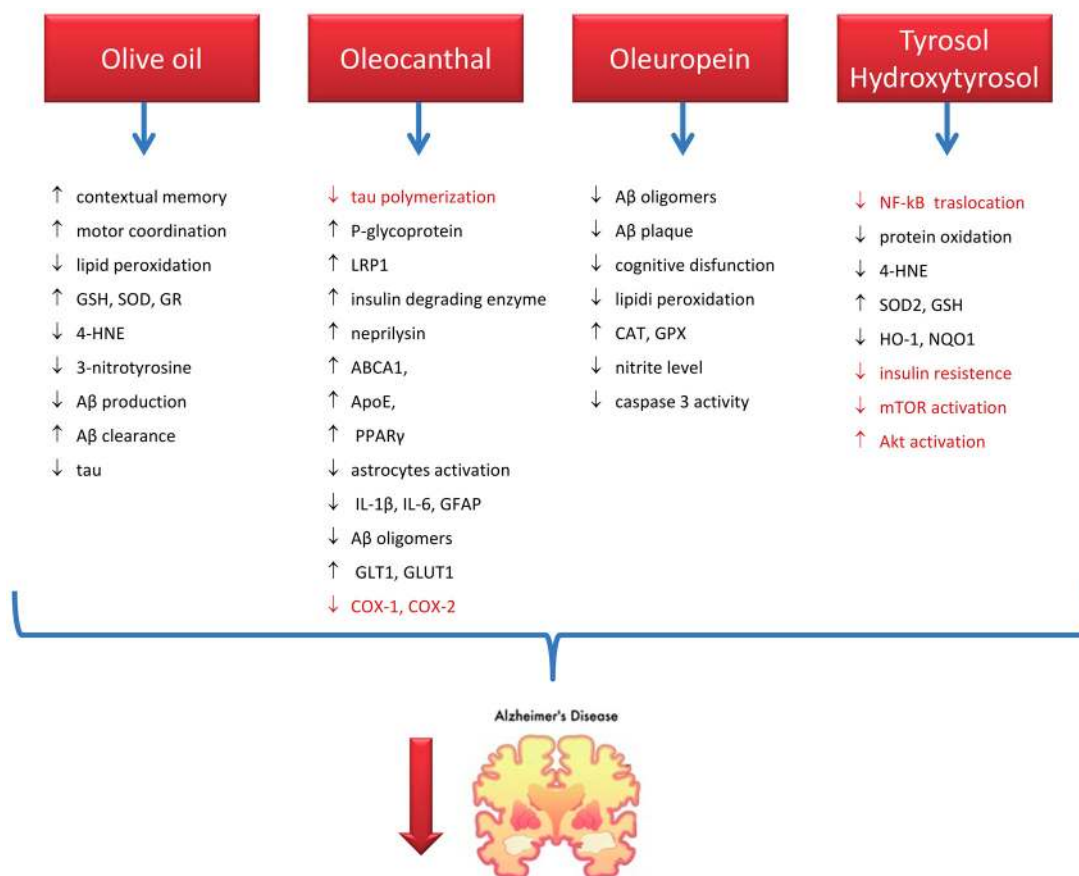 Olive oil
↑ contextual memory
↑ motor coordination
↓ lipid peroxidation
↑ GSH, SOD, GR
↓ 4-HNE
↓ 3-nitrotyrosine
↓ Aβ production
↑ Aβ clearance
↓ tau
Oleocanthal
↓ tau polymerization
↑ P-glycoprotein
↑ LRP1
↑ insulin degrading enzyme
↑ neprilysin
↑ ABCA1,
↑ ApoE,
↑ PPARγ
↓ astrocytes activation
↓ IL-1β, IL-6, GFAP
↓ Aβ oligomers
↑ GLT1, GLUT1
↓ COX-1, COX-2
Oleuropein
↓ Aβ oligomers
↓ Aβ plaque
↓ cognitive disfunction
↓ lipidi peroxidation
↑ CAT, GPX
↓ nitrite level
↓ caspase 3 activity
Tyrosol
Hydroxytyrosol
↓ NF-kB traslocation
↓ protein oxidation
↓ 4-HNE
↑ SOD2, GSH
↓ HO-1, NQO1
↓ insulin resistence
↓ mTOR activation
↑ Akt activation
Alzheimer's Disease